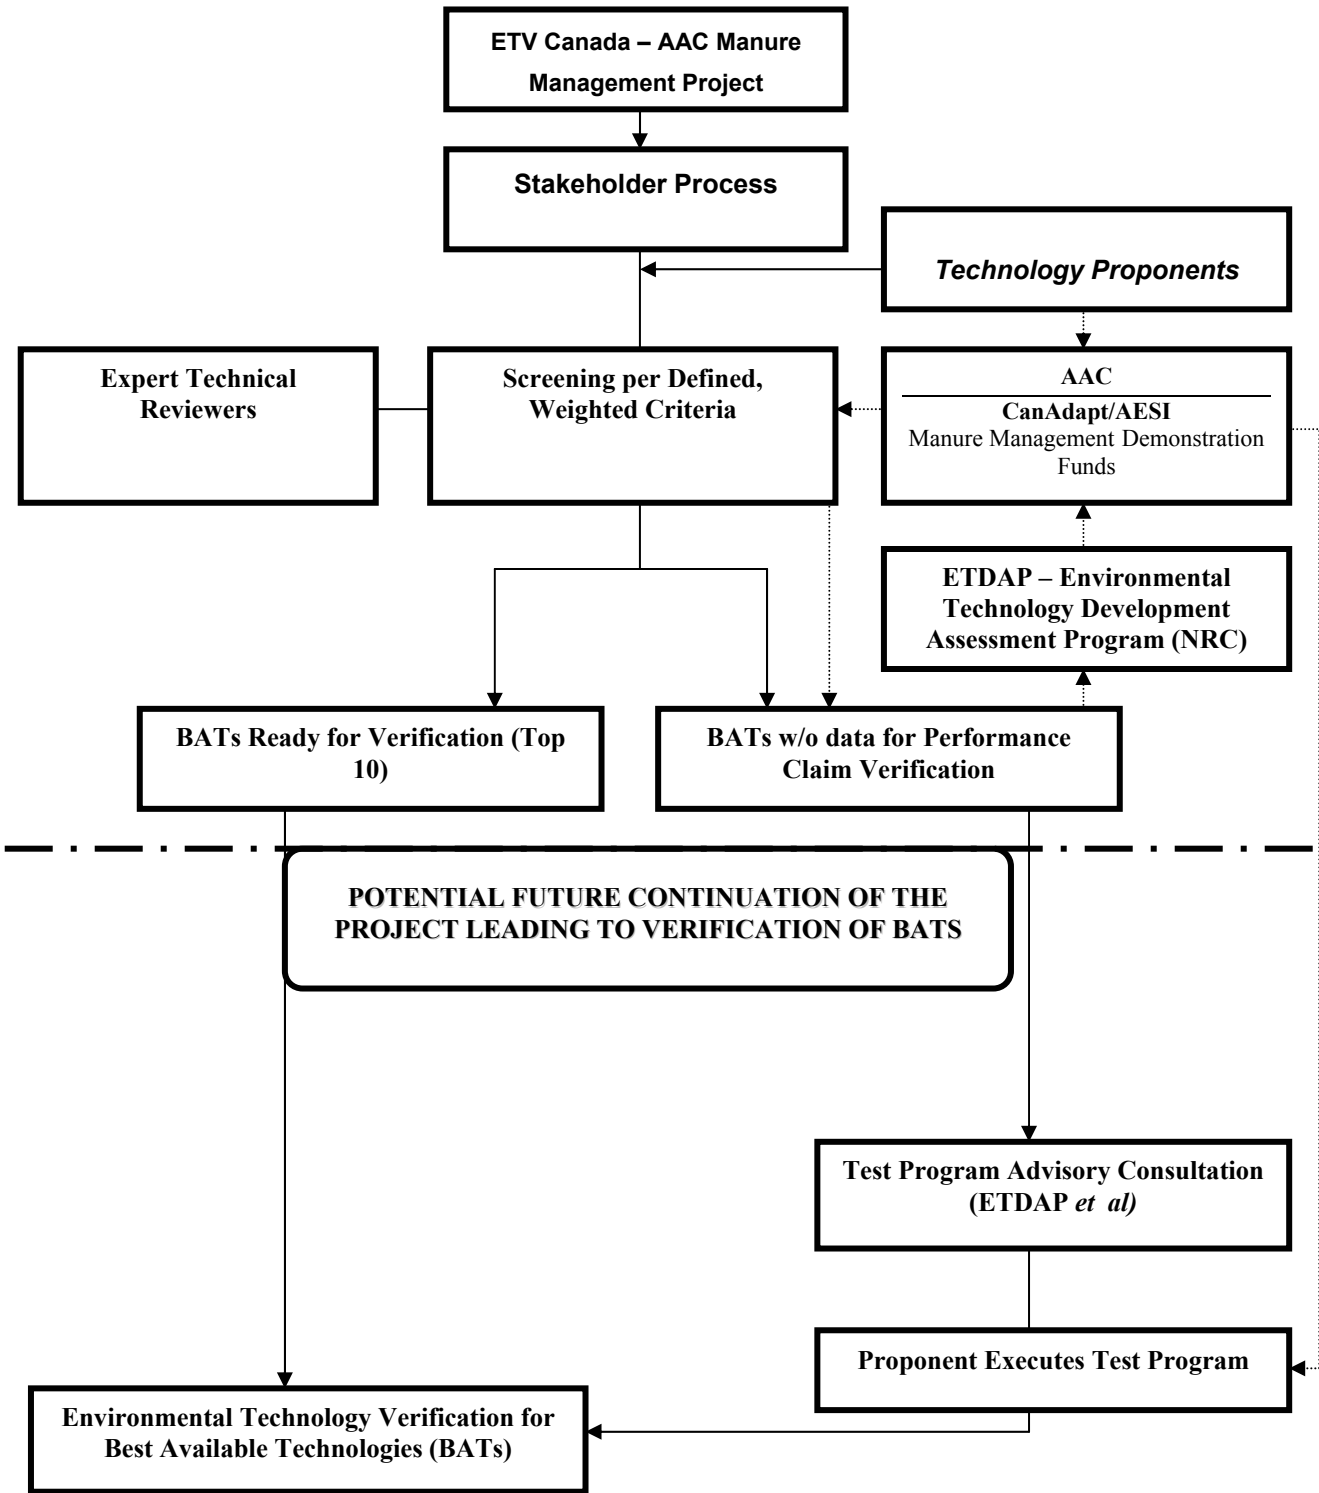 ETV Canada – AAC Manure
Management Project
Stakeholder Process
Technology Proponents
Expert Technical
Reviewers
Screening per Defined,
Weighted Criteria
AAC
CanAdapt/AESI
Manure Management Demonstration
Funds
ETDAP – Environmental
Technology Development
Assessment Program (NRC)
BATs Ready for Verification (Top
10)
BATs w/o data for Performance
Claim Verification
POTENTIAL FUTURE CONTINUATION OF THE
PROJECT LEADING TO VERIFICATION OF BATS
Test Program Advisory Consultation
(ETDAP et al)
Proponent Executes Test Program
Environmental Technology Verification for
Best Available Technologies (BATs)